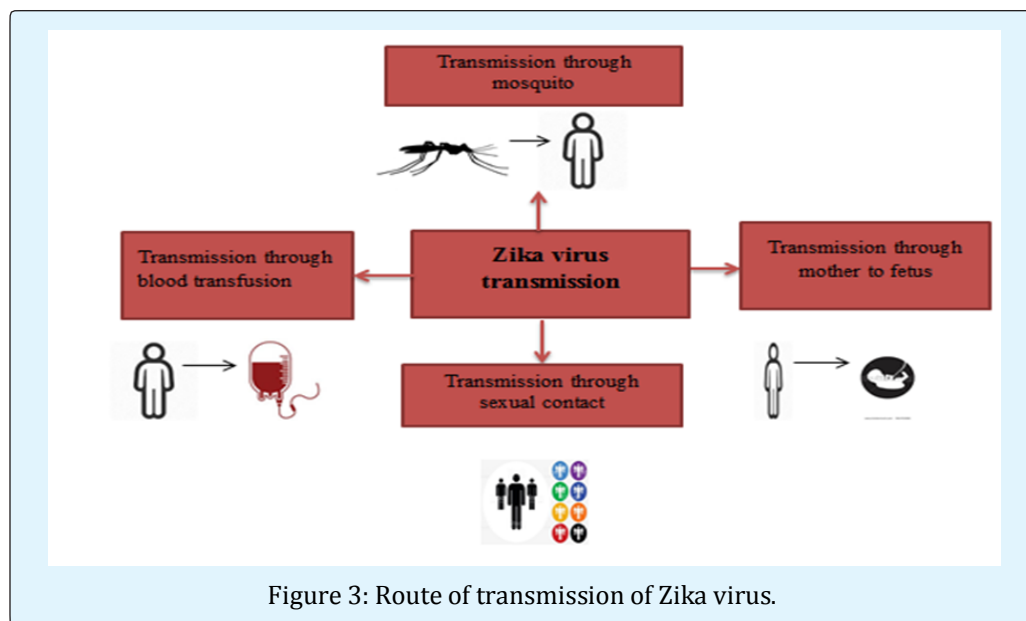 Transmission through
mosquito
Transmission through
blood transfusion
Zika virus
transmission
Transmission through
mother to fetus
Transmission through
sexual contact
Figure 3: Route of transmission of Zika virus.